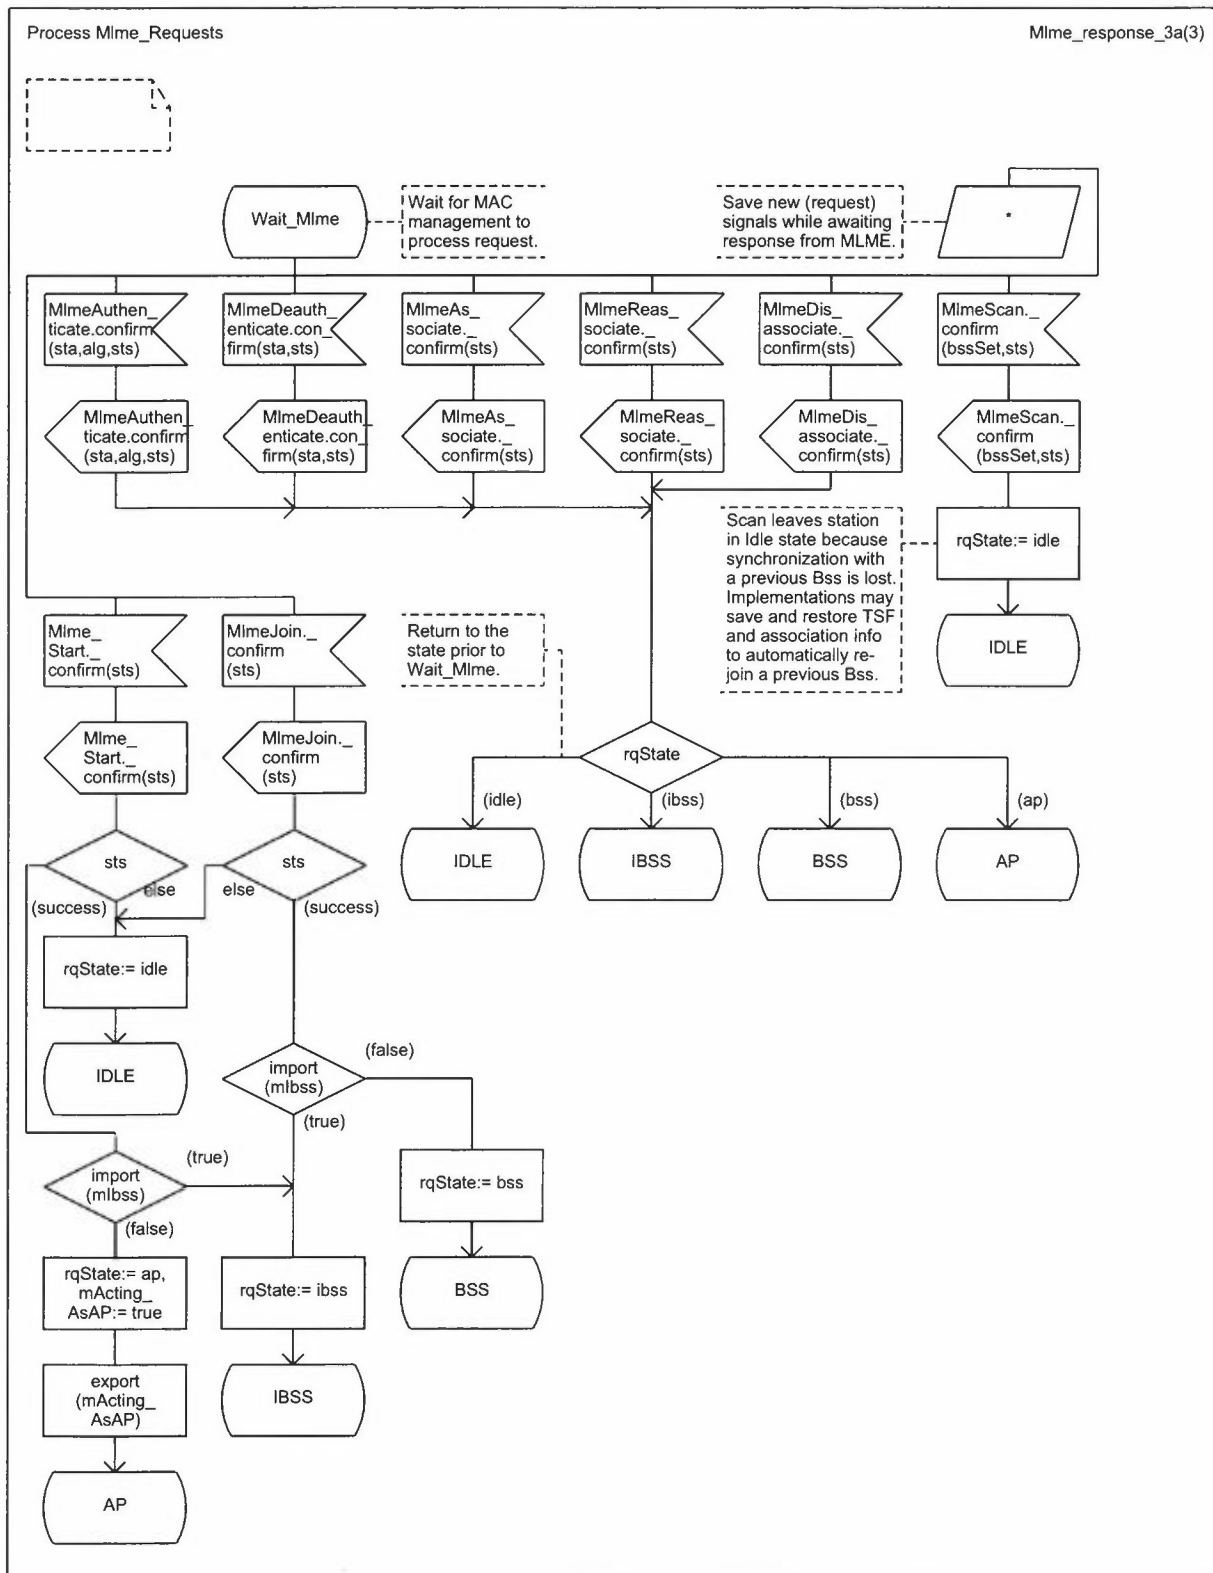 Process Mlme_Requests
Mlme_response_3a(3)
Wait_Mlme
Wait for MAC
management to
process request.
Save new (request)
signals while awaiting
response from MLME.
*
MlmeAuthen_
ticate.confirm
(sta,alg,sts)
MlmeDeauth_
enticate.con_
firm(sta,sts)
MlmeAs_
sociate._
confirm(sts)
MlmeReas_
sociate._
confirm(sts)
MlmeDis_
associate._
confirm(sts)
MlmeScan._
confirm
(bssSet,sts)
MlmeAuthen_
ticate.confirm
(sta,alg,sts)
MlmeDeauth_
enticate.con_
firm(sta,sts)
MlmeAs_
sociate._
confirm(sts)
MlmeReas_
sociate._
confirm(sts)
MlmeDis_
associate._
confirm(sts)
MlmeScan._
confirm
(bssSet,sts)
Scan leaves station
in Idle state because
synchronization with
a previous Bss is lost.
Implementations may
save and restore TSF
and association info
to automatically re-
join a previous Bss.
rqState:= idle
IDLE
Mlme_
Start._
confirm(sts)
MlmeJoin._
confirm
(sts)
Return to the
state prior to
Wait_Mlme.
Mlme_
Start._
confirm(sts)
MlmeJoin._
confirm
(sts)
rqState
(idle)
(ibss)
(bss)
(ap)
IDLE
IBSS
BSS
AP
sts
else
(success)
sts
else
(success)
rqState:= idle
IDLE
import
(mIbss)
(false)
(true)
import
(mIbss)
(true)
(false)
rqState:= bss
BSS
rqState:= ap,
mActing_
AsAP:= true
rqState:= ibss
export
(mActing_
AsAP)
IBSS
AP